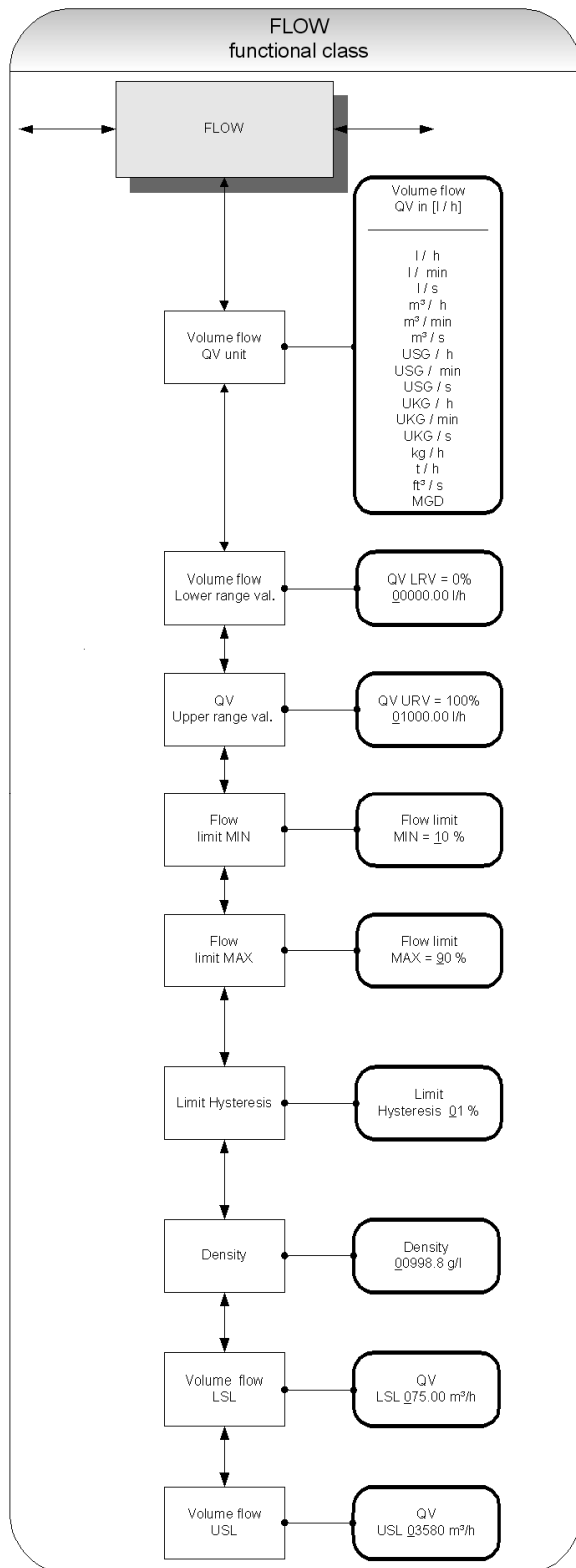 FLOW
functional class
FLOW
Volume flow
QV in [l / h]
l / h
l / min
l / s
m³ / h
m³ / min
m³ / s
USG / h
USG / min
USG / s
UKG / h
UKG / min
UKG / s
kg / h
t / h
ft³ / s
MGD
Volume flow
QV unit
Volume flow
Lower range val.
QV LRV = 0%
00000.00 l/h
QV
Upper range val.
QV URV = 100%
01000.00 l/h
Flow
limit MIN
Flow limit
MIN = 10 %
Flow
limit MAX
Flow limit
MAX = 90 %
Limit Hysteresis
Limit
Hysteresis 01 %
Density
Density
00998.8 g/l
Volume flow
LSL
QV
LSL 075.00 m³/h
Volume flow
USL
QV
USL 03580 m³/h